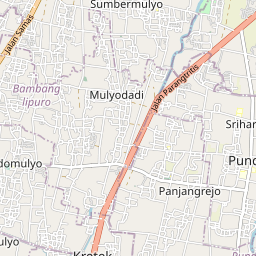 Sumbermulyo
Jalan Samas
Mulyodadi
Jalan Parangtritis
Bambang
lipuro
Srihar
domulyo
Pund
Panjangrejo
ulyo
Kretek